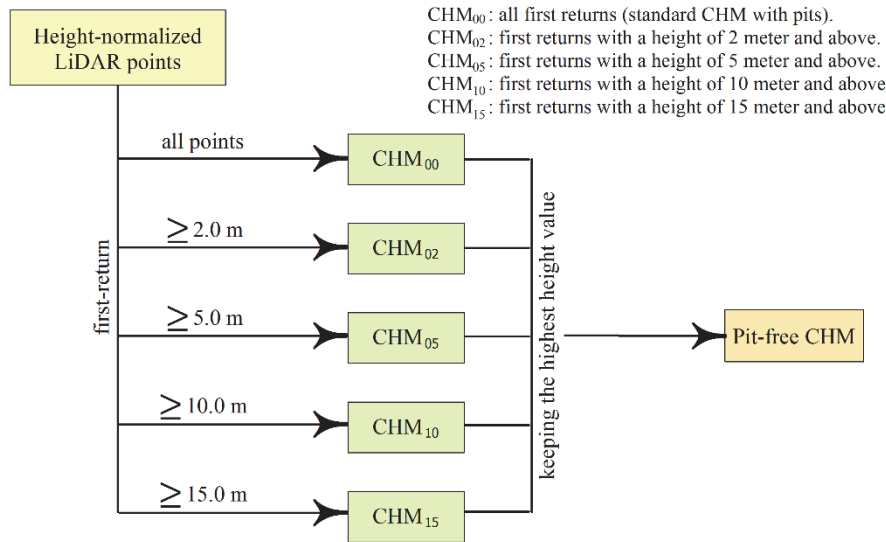 Height-normalized
LiDAR points
CHM₀₀ : all first returns (standard CHM with pits).
CHM₀₂ : first returns with a height of 2 meter and above.
CHM₀₅ : first returns with a height of 5 meter and above.
CHM₁₀ : first returns with a height of 10 meter and above
CHM₁₅ : first returns with a height of 15 meter and above
first-return
all points
CHM₀₀
≥ 2.0 m
CHM₀₂
≥ 5.0 m
CHM₀₅
≥ 10.0 m
CHM₁₀
≥ 15.0 m
CHM₁₅
keeping the highest height value
Pit-free CHM